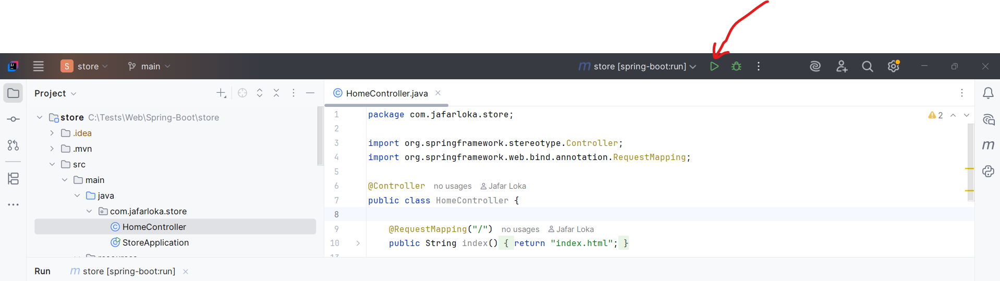 S store main m store [spring-boot:run]
Project
HomeController.java
store C:\Tests\Web\Spring-Boot\store
.idea
.mvn
src
main
java
com.jafarloka.store
HomeController
StoreApplication
1 package com.jafarloka.store;
2
3 import org.springframework.stereotype.Controller;
4 import org.springframework.web.bind.annotation.RequestMapping;
5
6 @Controller no usages Jafar Loka
7 public class HomeController {
8
9 @RequestMapping("/") no usages Jafar Loka
10 public String index() { return "index.html"; }
2
m
Run m store [spring-boot:run]